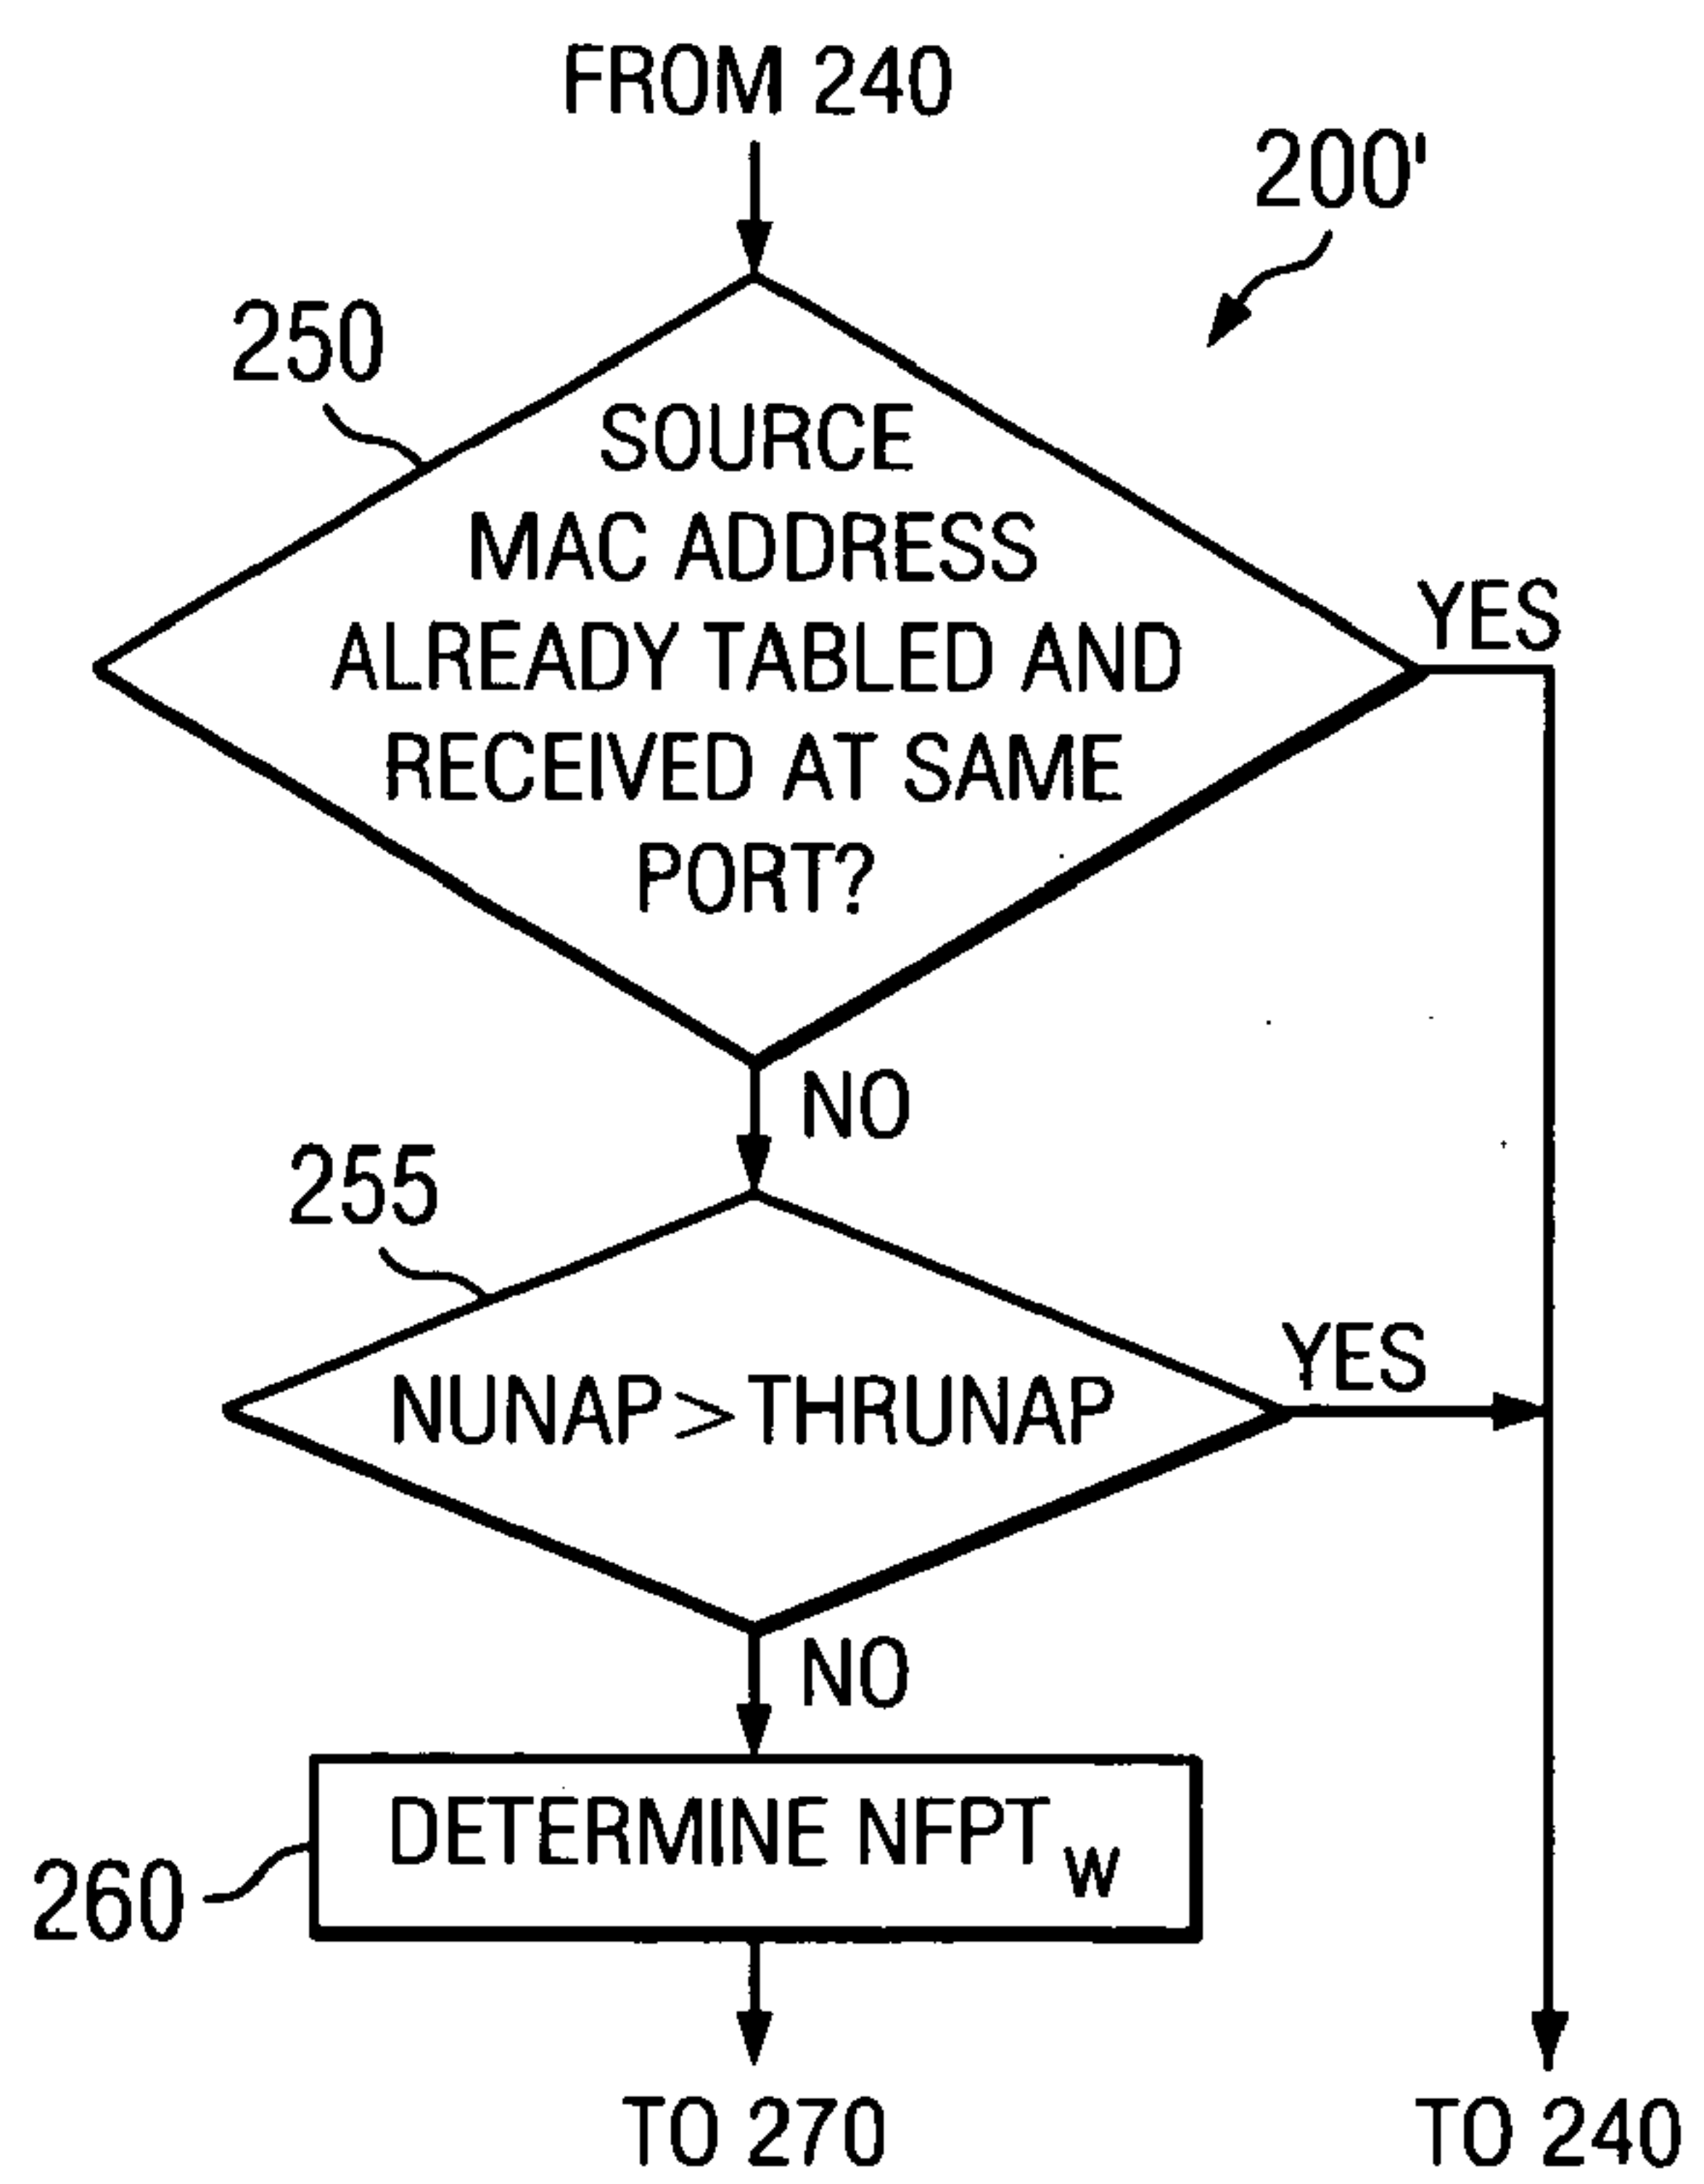 FROM 240
200'
250
SOURCE
MAC ADDRESS
ALREADY TABLED AND
RECEIVED AT SAME
PORT?
YES
NO
255
NUNAP>THRUNAP
YES
NO
DETERMINE NFPT W
260
TO 270
TO 240